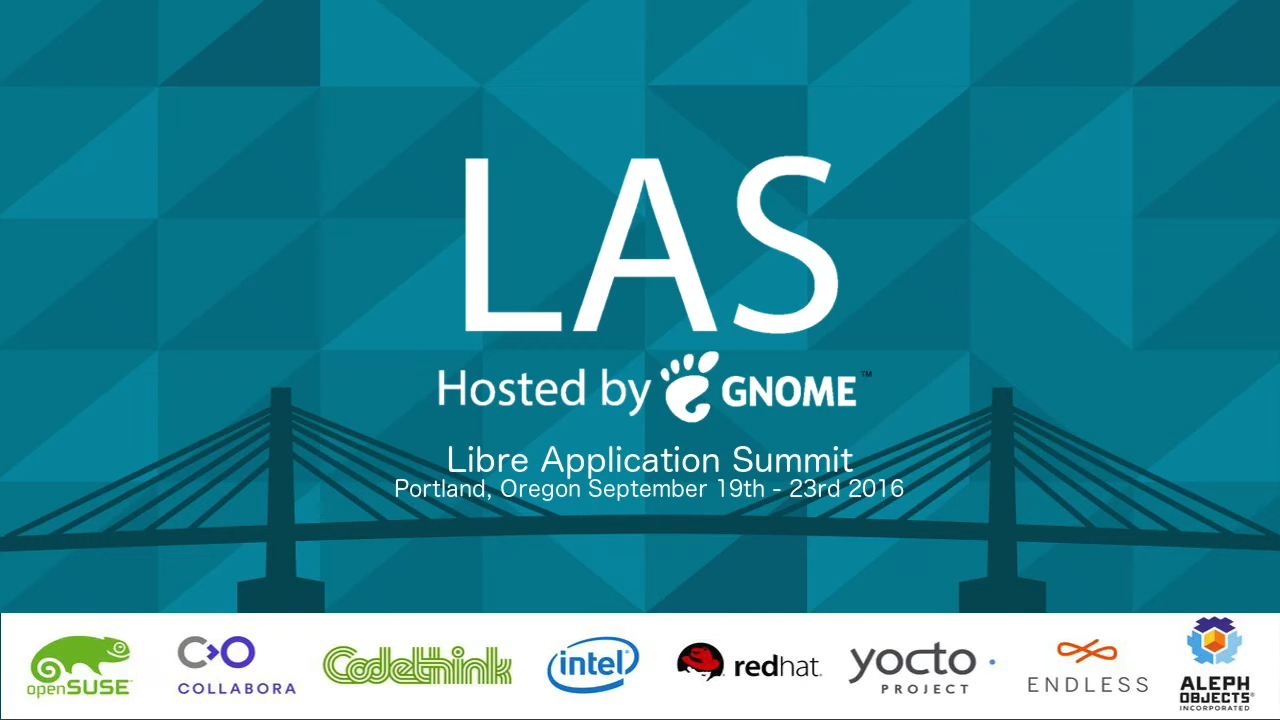 LAS
Hosted by GNOME™
Libre Application Summit
Portland, Oregon September 19th - 23rd 2016
openSUSE
COLLABORA
Codethink
intel
redhat.
yocto
PROJECT
ENDLESS
ALEPH
OBJECTS
INCORPORATED